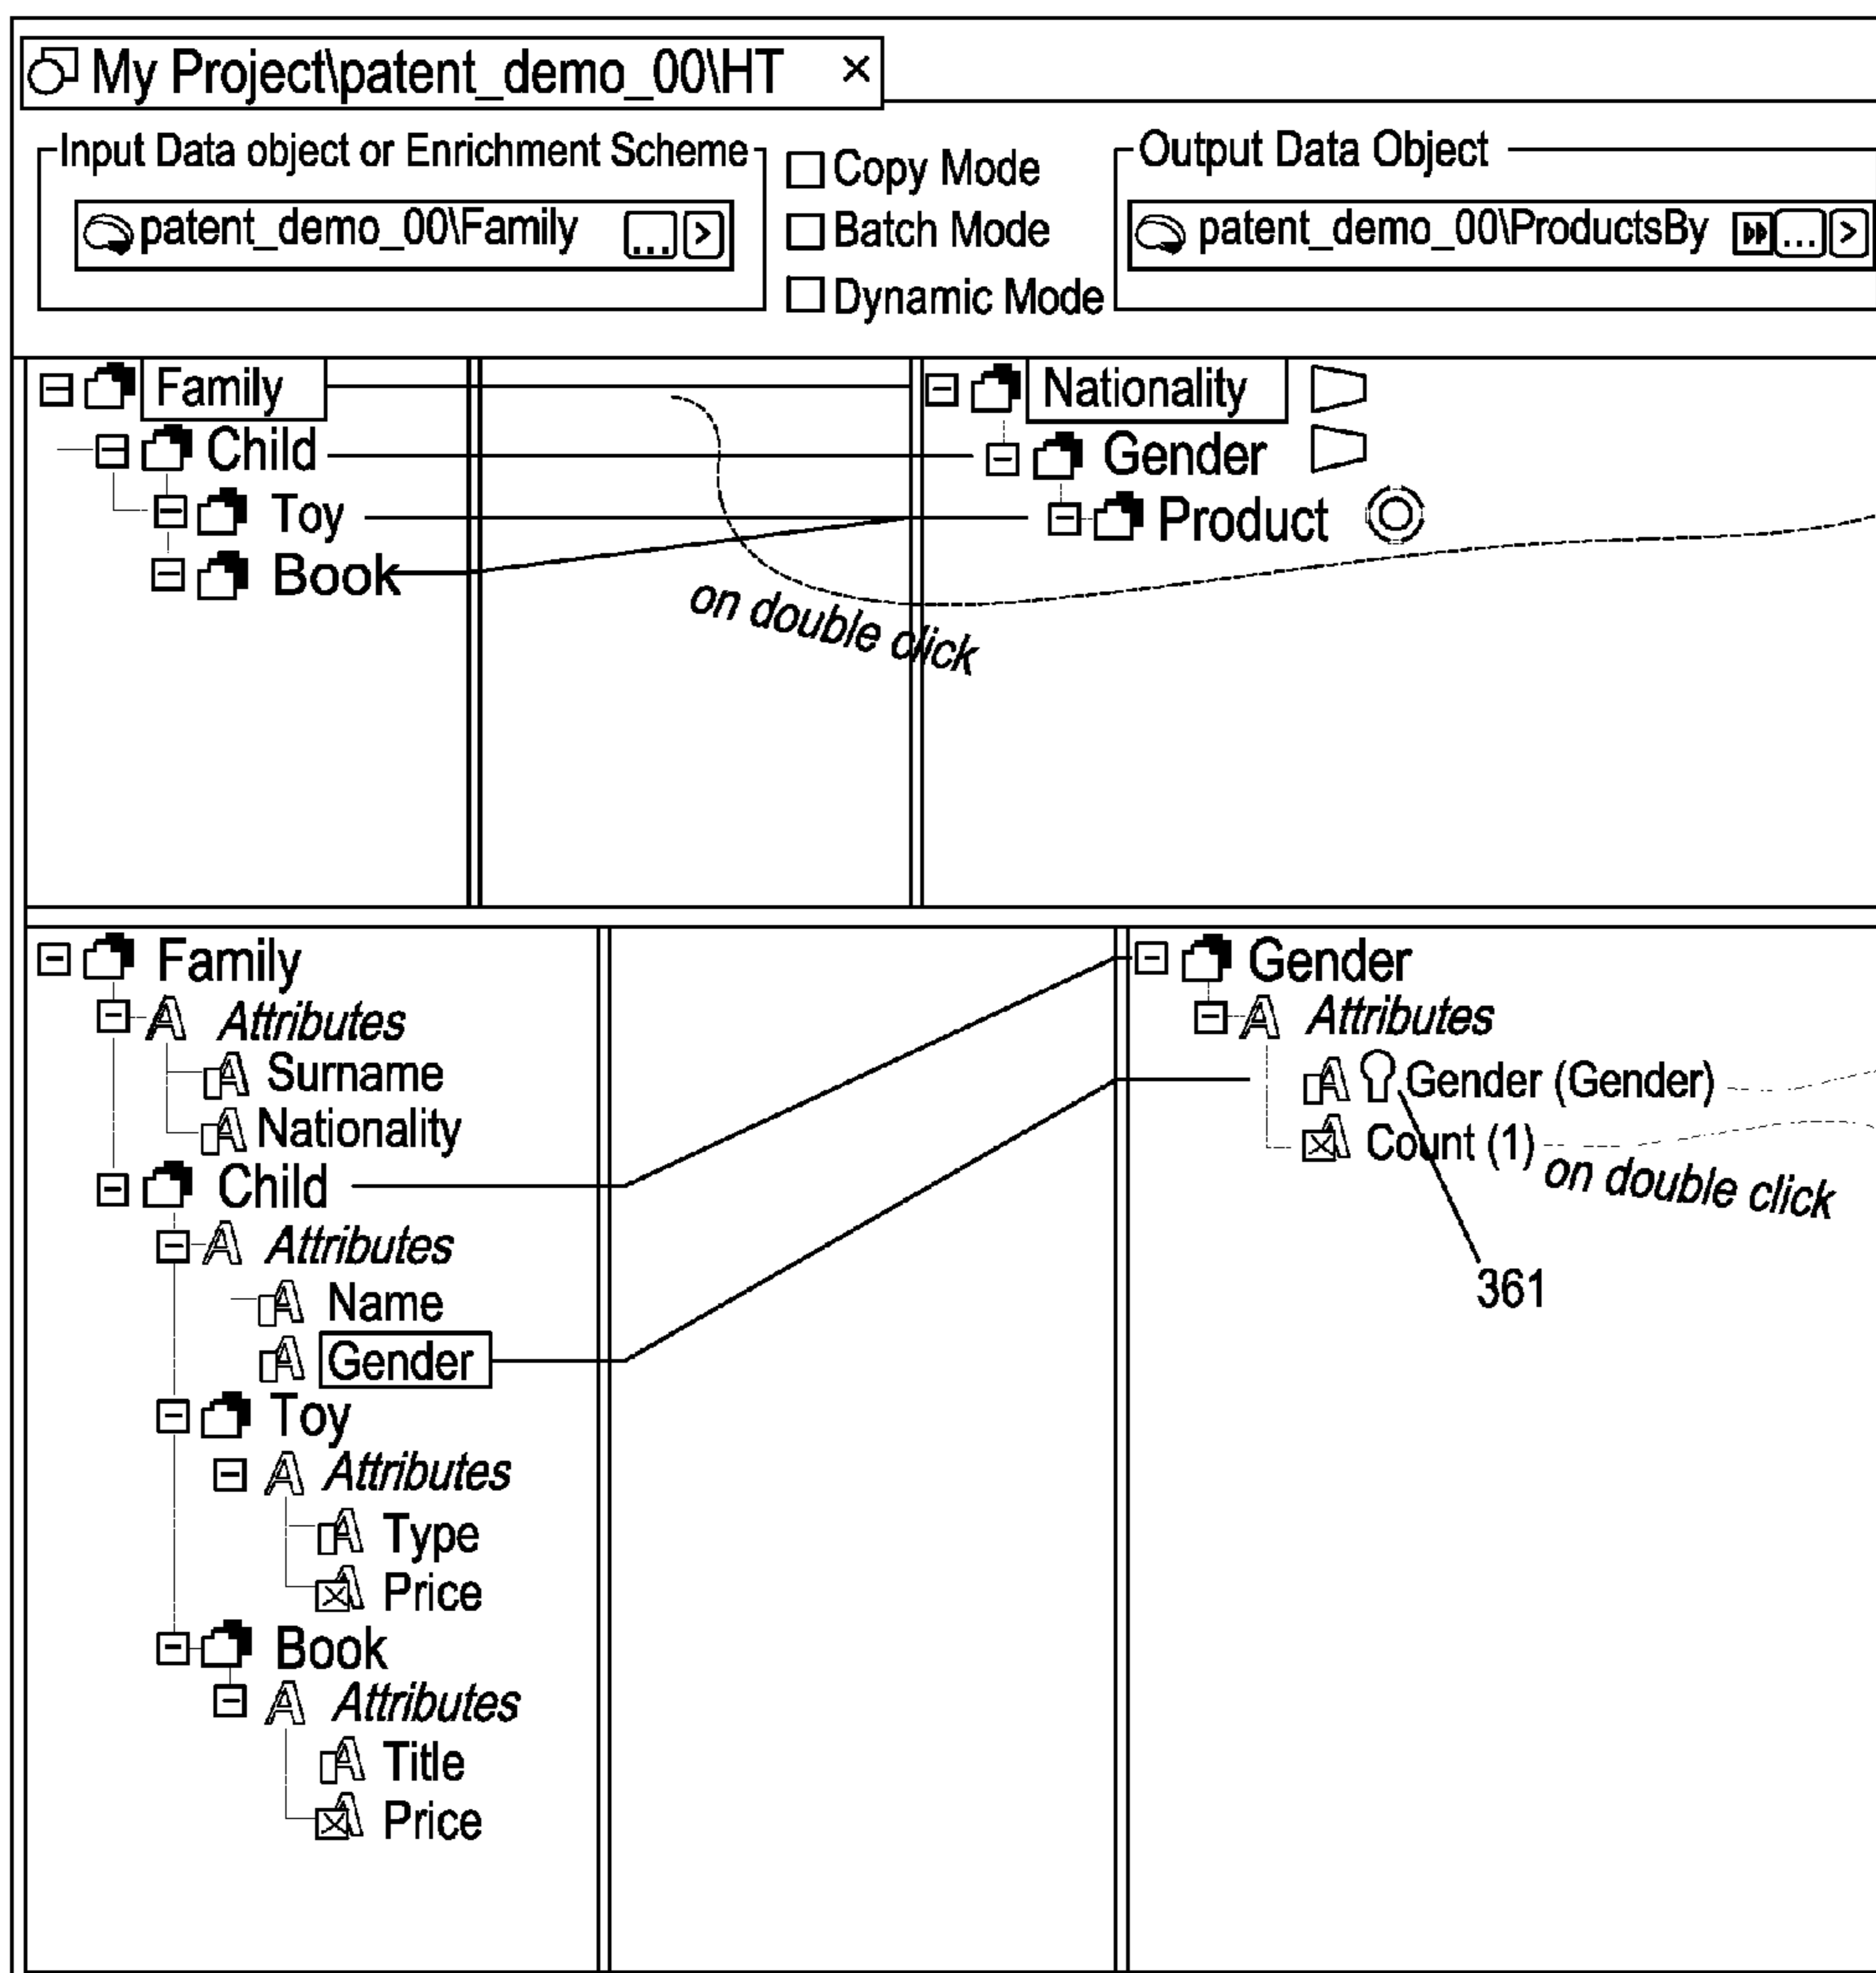 My Project\patent_demo_00\HT ×
Input Data object or Enrichment Scheme
patent_demo_00\Family ... >
Copy Mode
Batch Mode
Dynamic Mode
Output Data Object
patent_demo_00\ProductsBy ... >
Family
Child
Toy
Book
Nationality
Gender
Product
on double click
Family
Attributes
Surname
Nationality
Child
Attributes
Name
Gender
Toy
Attributes
Type
Price
Book
Attributes
Title
Price
Gender
Attributes
Gender (Gender)
Count (1)
on double click
361